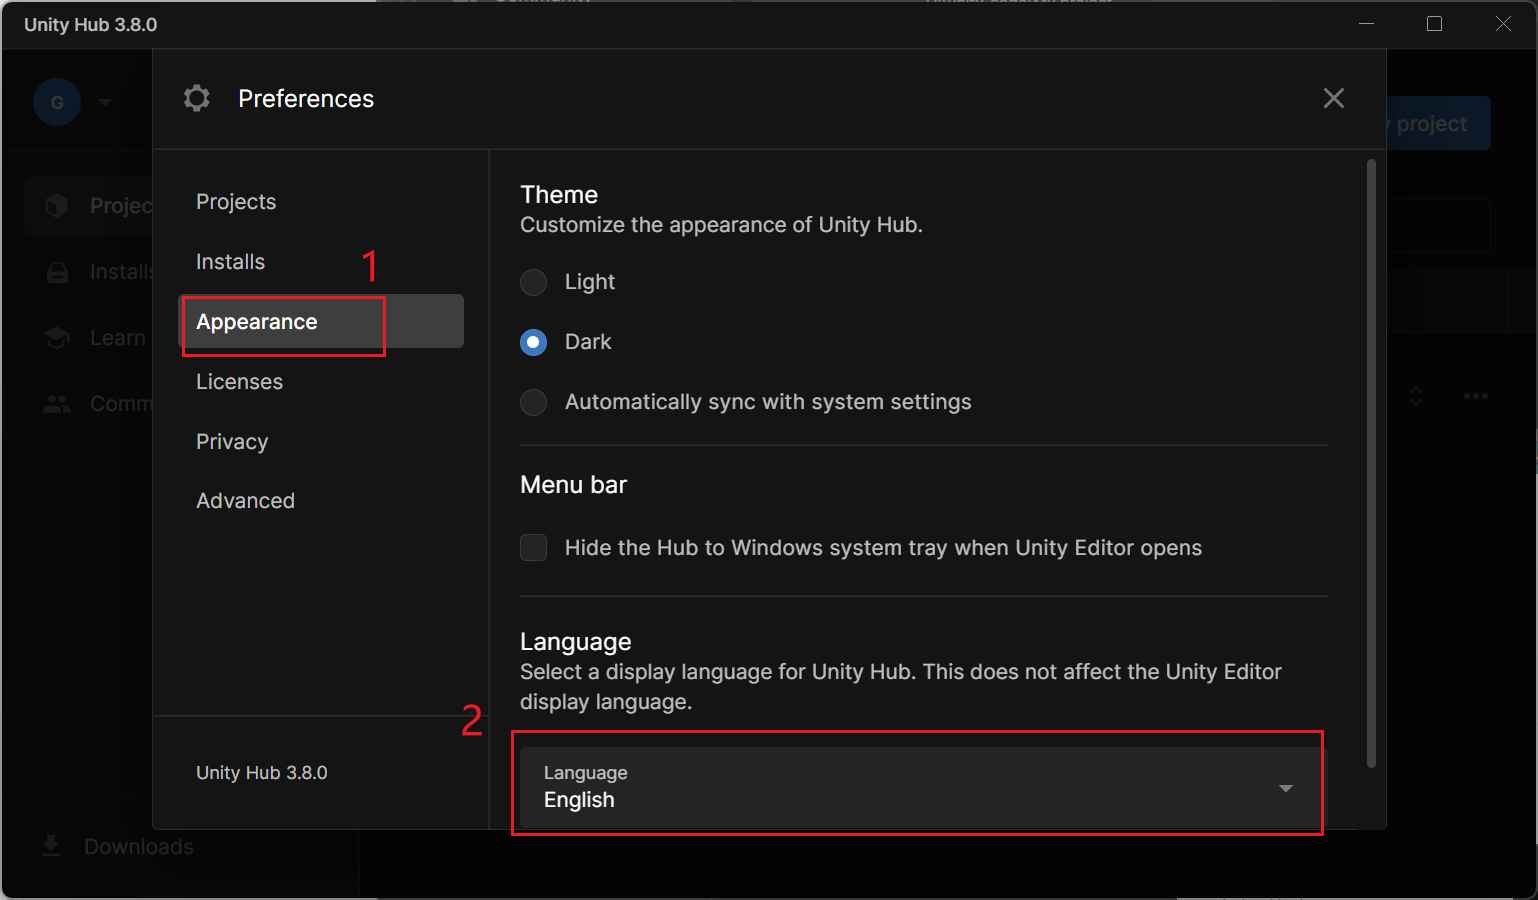 Unity Hub 3.8.0
G
Preferences
project
Projects
Installs
1
Appearance
Licenses
Privacy
Advanced
Unity Hub 3.8.0
Projec
Installs
Learn
Comm
Downloads
Theme
Customize the appearance of Unity Hub.
Light
Dark
Automatically sync with system settings
Menu bar
Hide the Hub to Windows system tray when Unity Editor opens
Language
Select a display language for Unity Hub. This does not affect the Unity Editor
display language.
2
Language
English